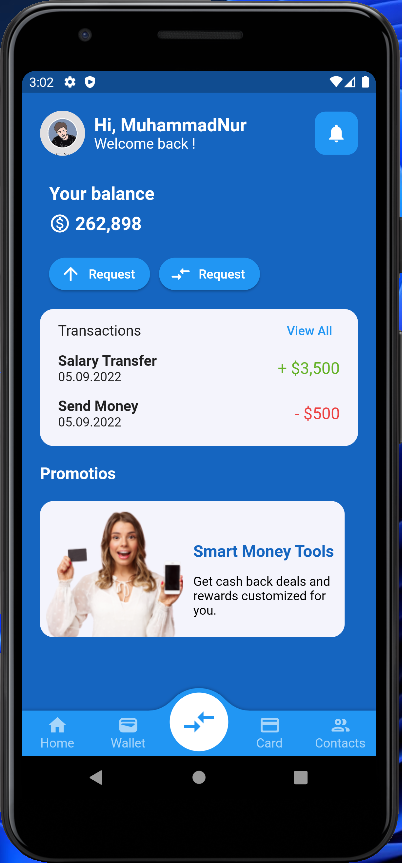 3:02
Hi, MuhammadNur
Welcome back !
Your balance
262,898
Request Request
Transactions View All
Salary Transfer
05.09.2022
+ $3,500
Send Money
05.09.2022
- $500
Promotios
Smart Money Tools
Get cash back deals and
rewards customized for
you.
Home Wallet Card Contacts